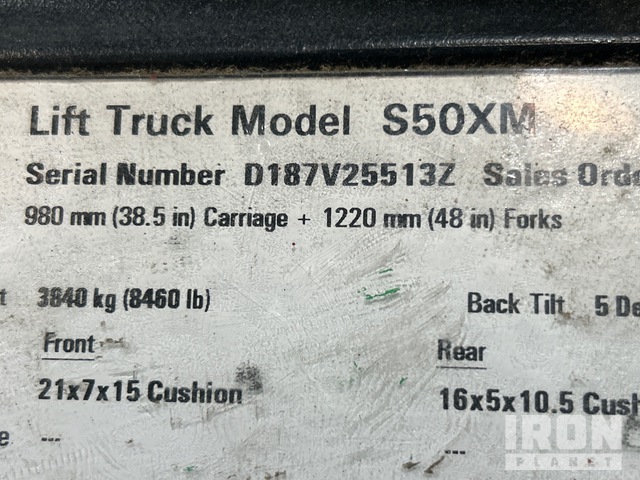 Lift Truck Model S50XM
Serial Number D187V25513Z Sales Orde
980 mm (38.5 in) Carriage + 1220 mm (48 in) Forks
t 3840 kg (8460 lb) Back Tilt 5 De
Front Rear
21x7x15 Cushion 16x5x10.5 Cush
e --- ---
IRON
PLANET